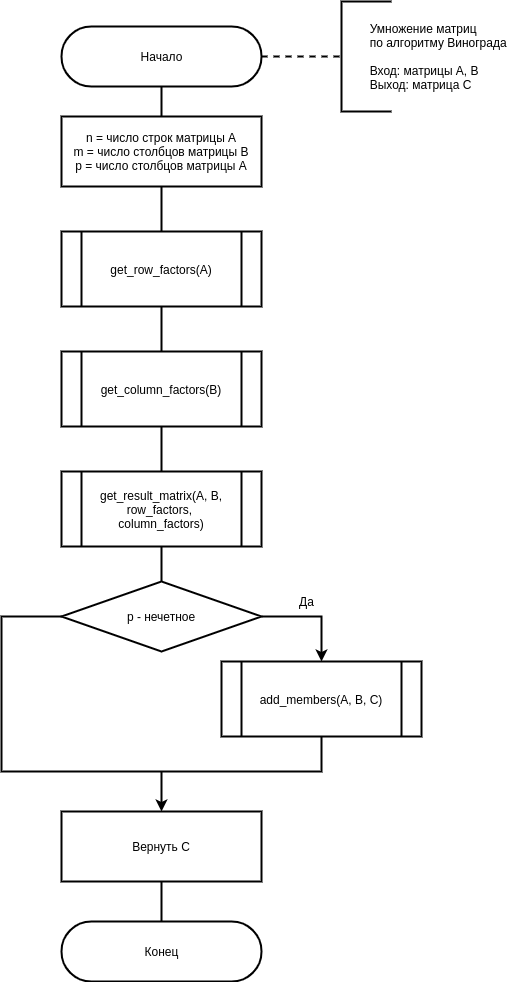 Начало
Умножение матриц
по алгоритму Винограда
Вход: матрицы A, B
Выход: матрица C
n = число строк матрицы A
m = число столбцов матрицы B
p = число столбцов матрицы A
get_row_factors(A)
get_column_factors(B)
get_result_matrix(A, B,
row_factors,
column_factors)
p - нечетное
Да
add_members(A, B, C)
Вернуть C
Конец